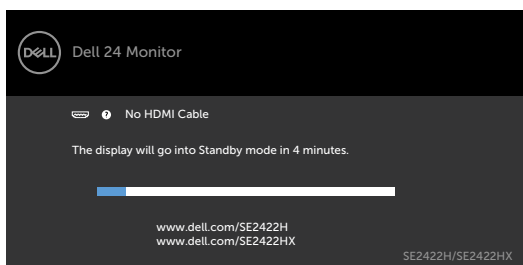 DELL
Dell 24 Monitor
No HDMI Cable
The display will go into Standby mode in 4 minutes.
www.dell.com/SE2422H
www.dell.com/SE2422HX
SE2422H/SE2422HX